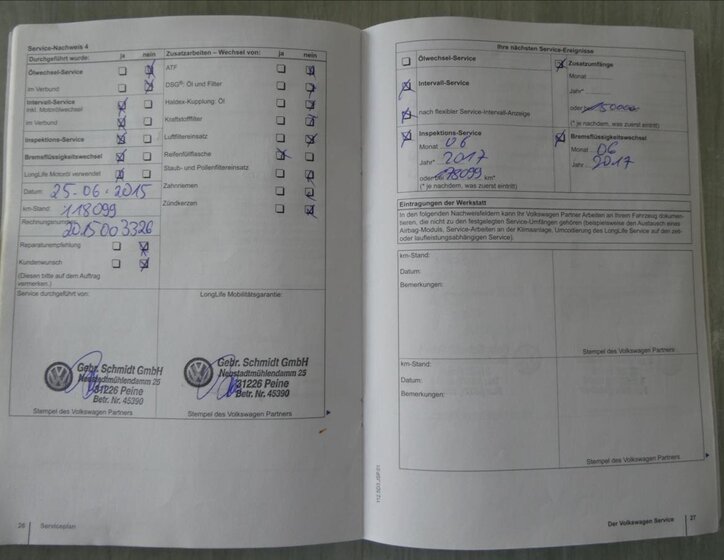 Service-Nachweis 4
Durchgeführt wurde: ja nein
Ölwechsel-Service
im Verbund
Intervall-Service
inkl. Motorölwechsel
im Verbund
Inspektions-Service
Bremsflüssigkeitswechsel
LongLife Motoröl verwendet
Datum: 25-06-2015
km-Stand: 118099
Rechnungsnummer:
2015003326
Reparaturempfehlung
Kundenwunsch
(Diesen bitte auf dem Auftrag
vermerken.)
Service durchgeführt von:
Gebr. Schmidt GmbH
Neustadtmühlendamm 25
31226 Peine
Betr. Nr. 45390
Stempel des Volkswagen Partners
Zusatzarbeiten – Wechsel von: ja nein
ATF
DSG®: Öl und Filter
Haldex-Kupplung: Öl
Kraftstofffilter
Luftfiltereinsatz
Reifenfüllflasche
Staub- und Pollenfiltereinsatz
Zahnriemen
Zündkerzen
LongLife Mobilitätsgarantie:
Gebr. Schmidt GmbH
Neustadtmühlendamm 25
31226 Peine
Betr. Nr. 45390
Stempel des Volkswagen Partners
26 Serviceplan
Ihre nächsten Service-Ereignisse
Ölwechsel-Service
Intervall-Service
nach flexibler Service-Intervall-Anzeige
Inspektions-Service
Monat 06
Jahr* 2017
oder bei 178099 km*
(* je nachdem, was zuerst eintritt)
Zusatzumfänge
Monat
Jahr*
oder bei
(* je nachdem, was zuerst eintritt)
Bremsflüssigkeitswechsel
Monat 06
Jahr 2017
Eintragungen der Werkstatt
In den folgenden Nachweisfeldern kann Ihr Volkswagen Partner Arbeiten an Ihrem Fahrzeug dokumen-
tieren, die nicht zu den festgelegten Service-Umfängen gehören (beispielsweise den Austausch eines
Airbag-Moduls, Service-Arbeiten an der Klimaanlage, Umcodierung des LongLife Service auf den zeit-
oder laufleistungsabhängigen Service).
km-Stand:
Datum:
Bemerkungen:
Stempel des Volkswagen Partners
km-Stand:
Datum:
Bemerkungen:
Stempel des Volkswagen Partners
Der Volkswagen Service 27